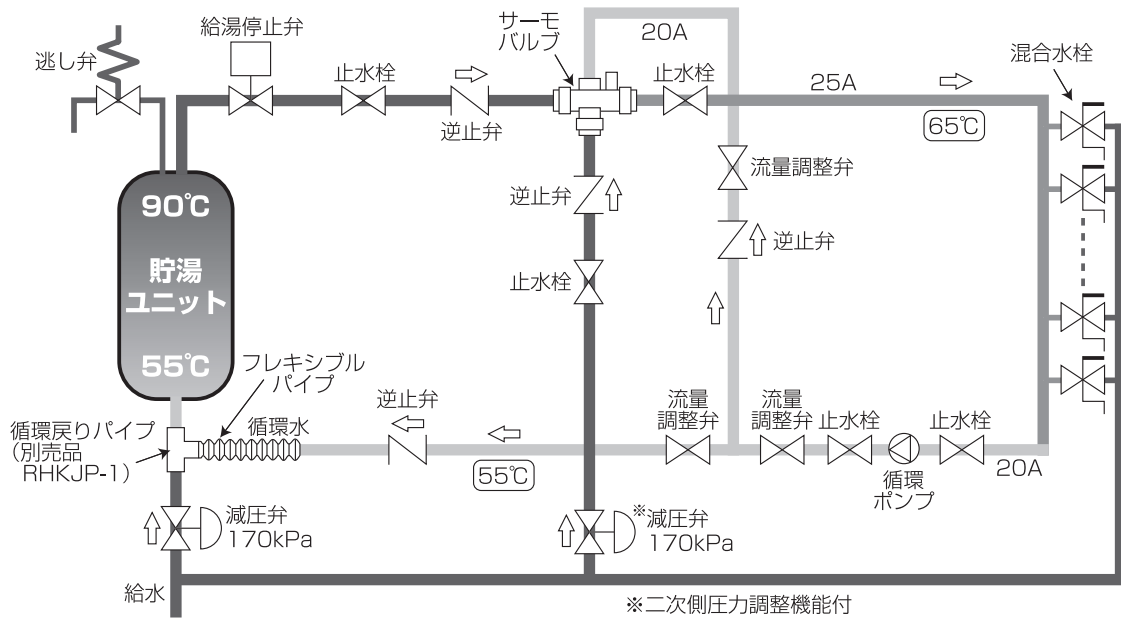 逃し弁
給湯停止弁
止水栓
逆止弁
サーモ
バルブ
20A
止水栓
25A
65℃
混合水栓
流量調整弁
逆止弁
逆止弁
止水栓
90℃
貯湯
ユニット
55℃
フレキシブル
パイプ
循環水
循環戻りパイプ
(別売品
RHKJP-1)
逆止弁
55℃
流量
調整弁
流量
調整弁
止水栓
循環
ポンプ
止水栓
20A
減圧弁
170kPa
※減圧弁
170kPa
給水
※二次側圧力調整機能付